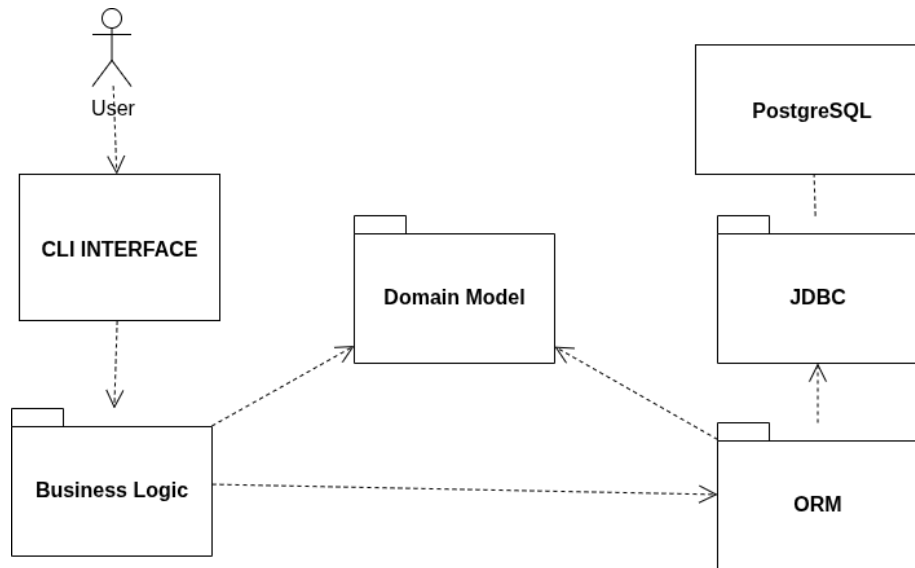 User
PostgreSQL
CLI INTERFACE
Domain Model
JDBC
Business Logic
ORM